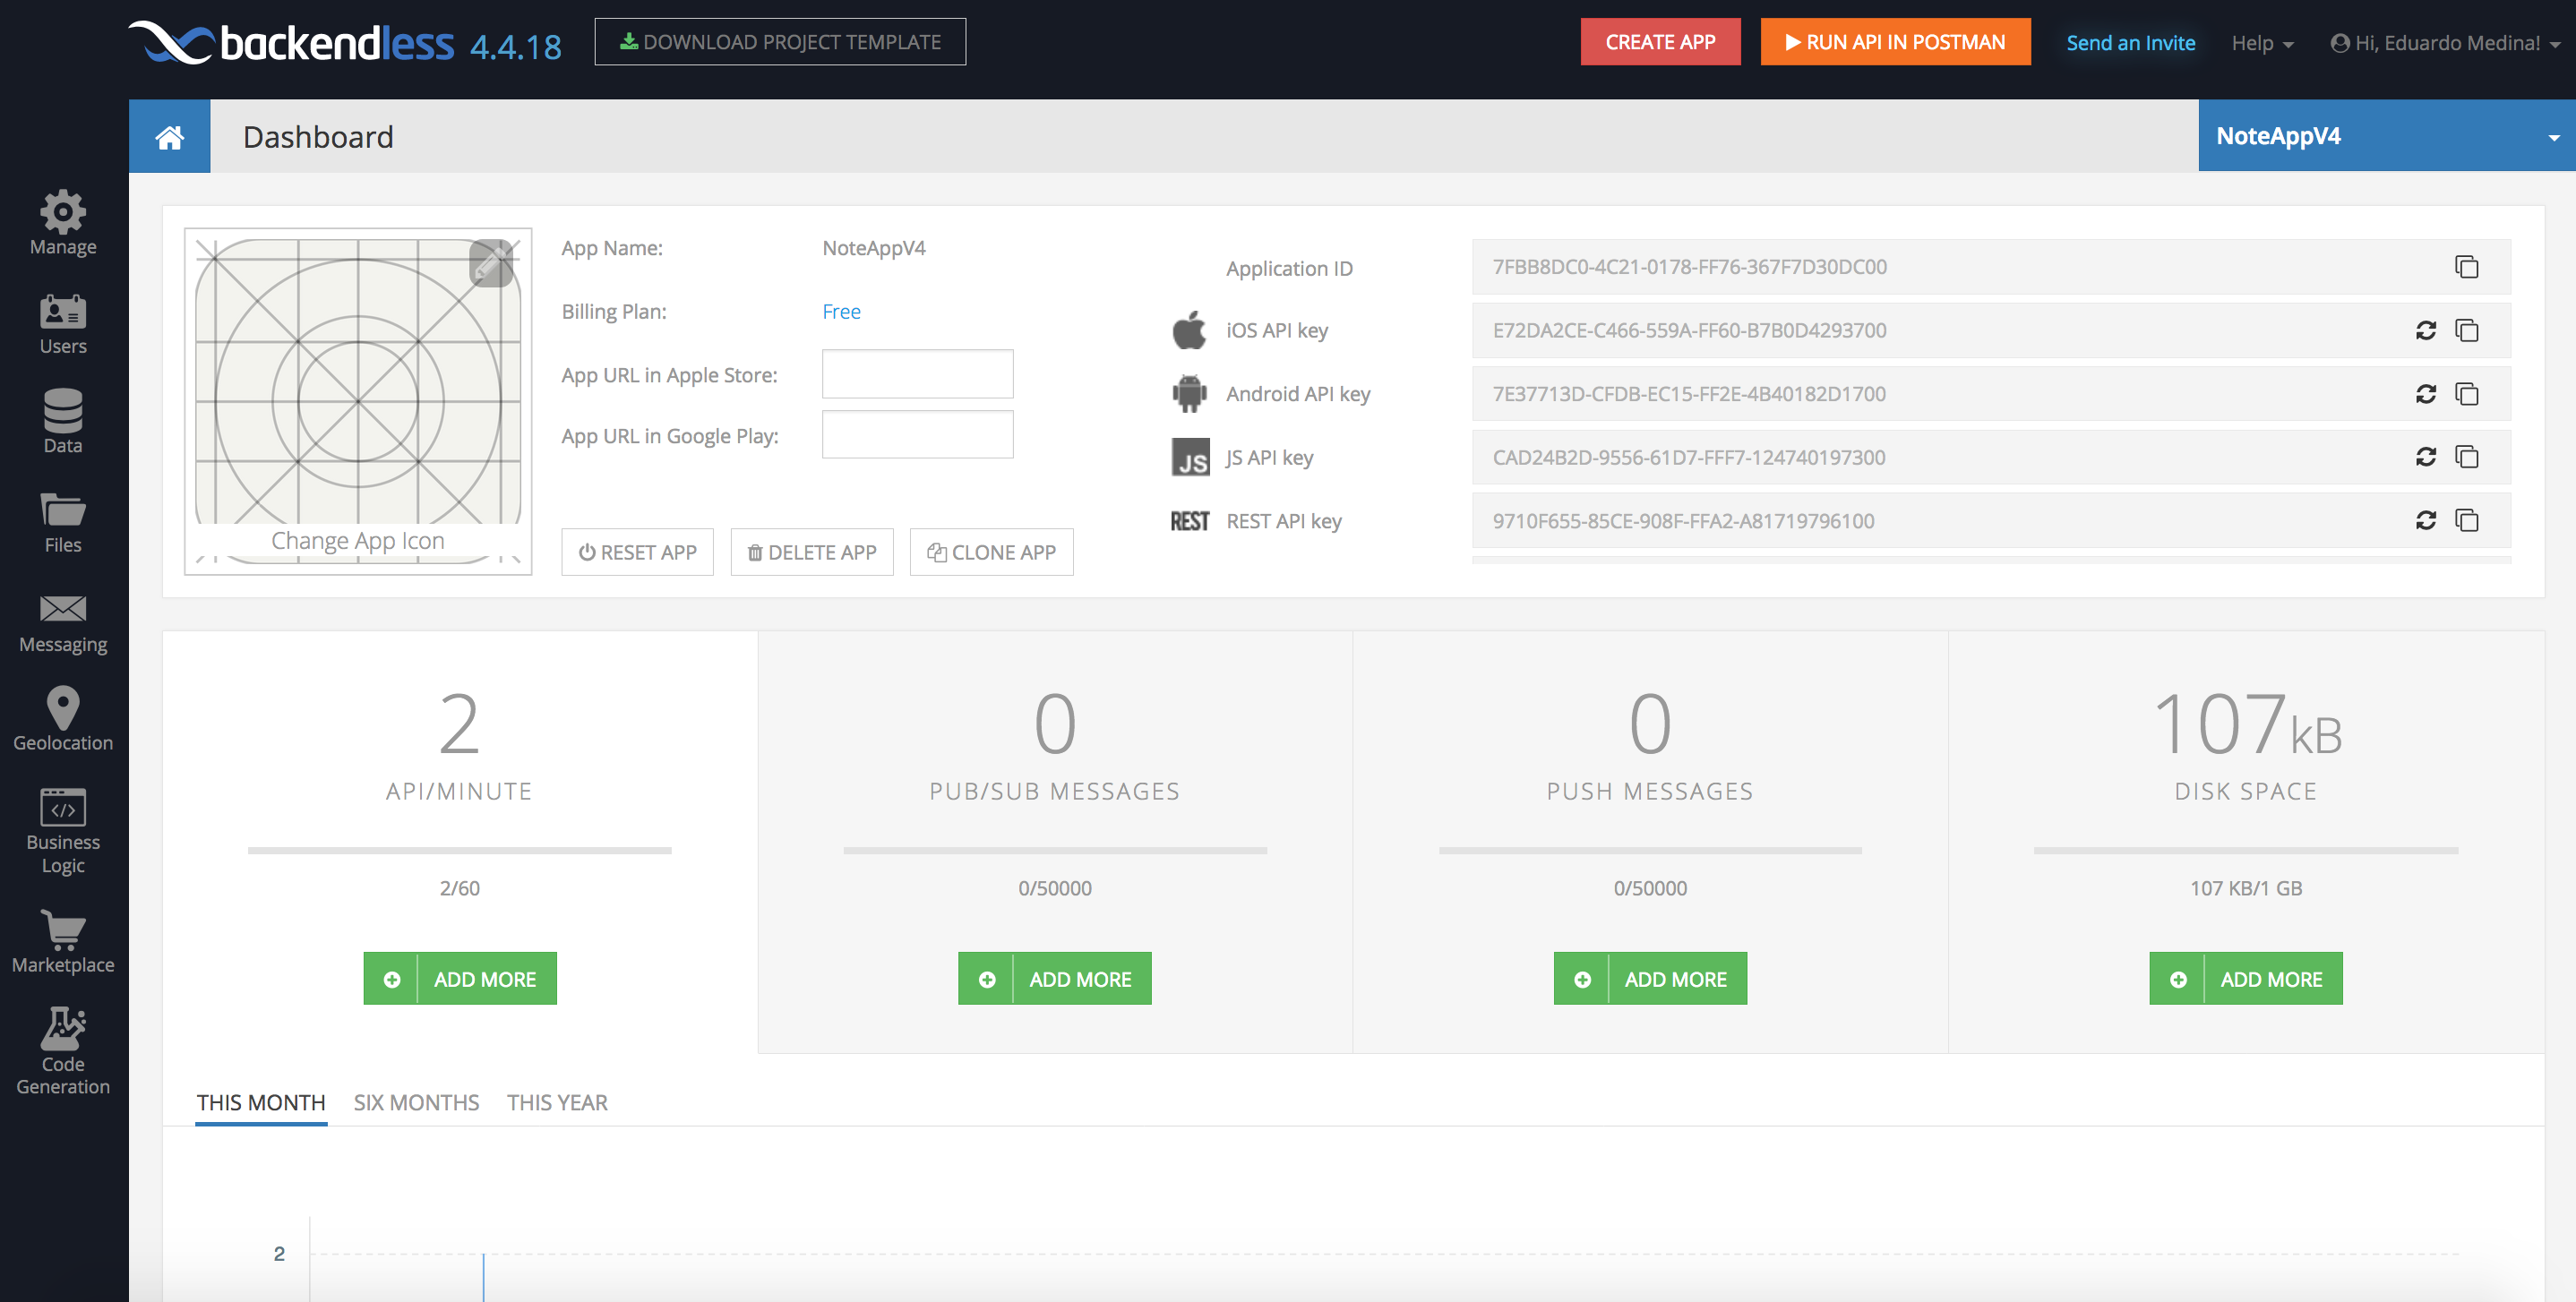 backendless 4.4.18
DOWNLOAD PROJECT TEMPLATE
CREATE APP
RUN API IN POSTMAN
Send an Invite
Help
Hi, Eduardo Medina!
Dashboard
NoteAppV4
Manage
Users
Data
Files
Messaging
Geolocation
Business
Logic
Marketplace
Code
Generation
Change App Icon
App Name: NoteAppV4
Billing Plan: Free
App URL in Apple Store:
App URL in Google Play:
RESET APP
DELETE APP
CLONE APP
Application ID 7FBB8DC0-4C21-0178-FF76-367F7D30DC00
iOS API key E72DA2CE-C466-559A-FF60-B7B0D4293700
Android API key 7E37713D-CFDB-EC15-FF2E-4B40182D1700
JS JS API key CAD24B2D-9556-61D7-FFF7-124740197300
REST REST API key 9710F655-85CE-908F-FFA2-A81719796100
2
API/MINUTE
2/60
ADD MORE
0
PUB/SUB MESSAGES
0/50000
ADD MORE
0
PUSH MESSAGES
0/50000
ADD MORE
107kB
DISK SPACE
107 KB/1 GB
ADD MORE
THIS MONTH
SIX MONTHS
THIS YEAR
2